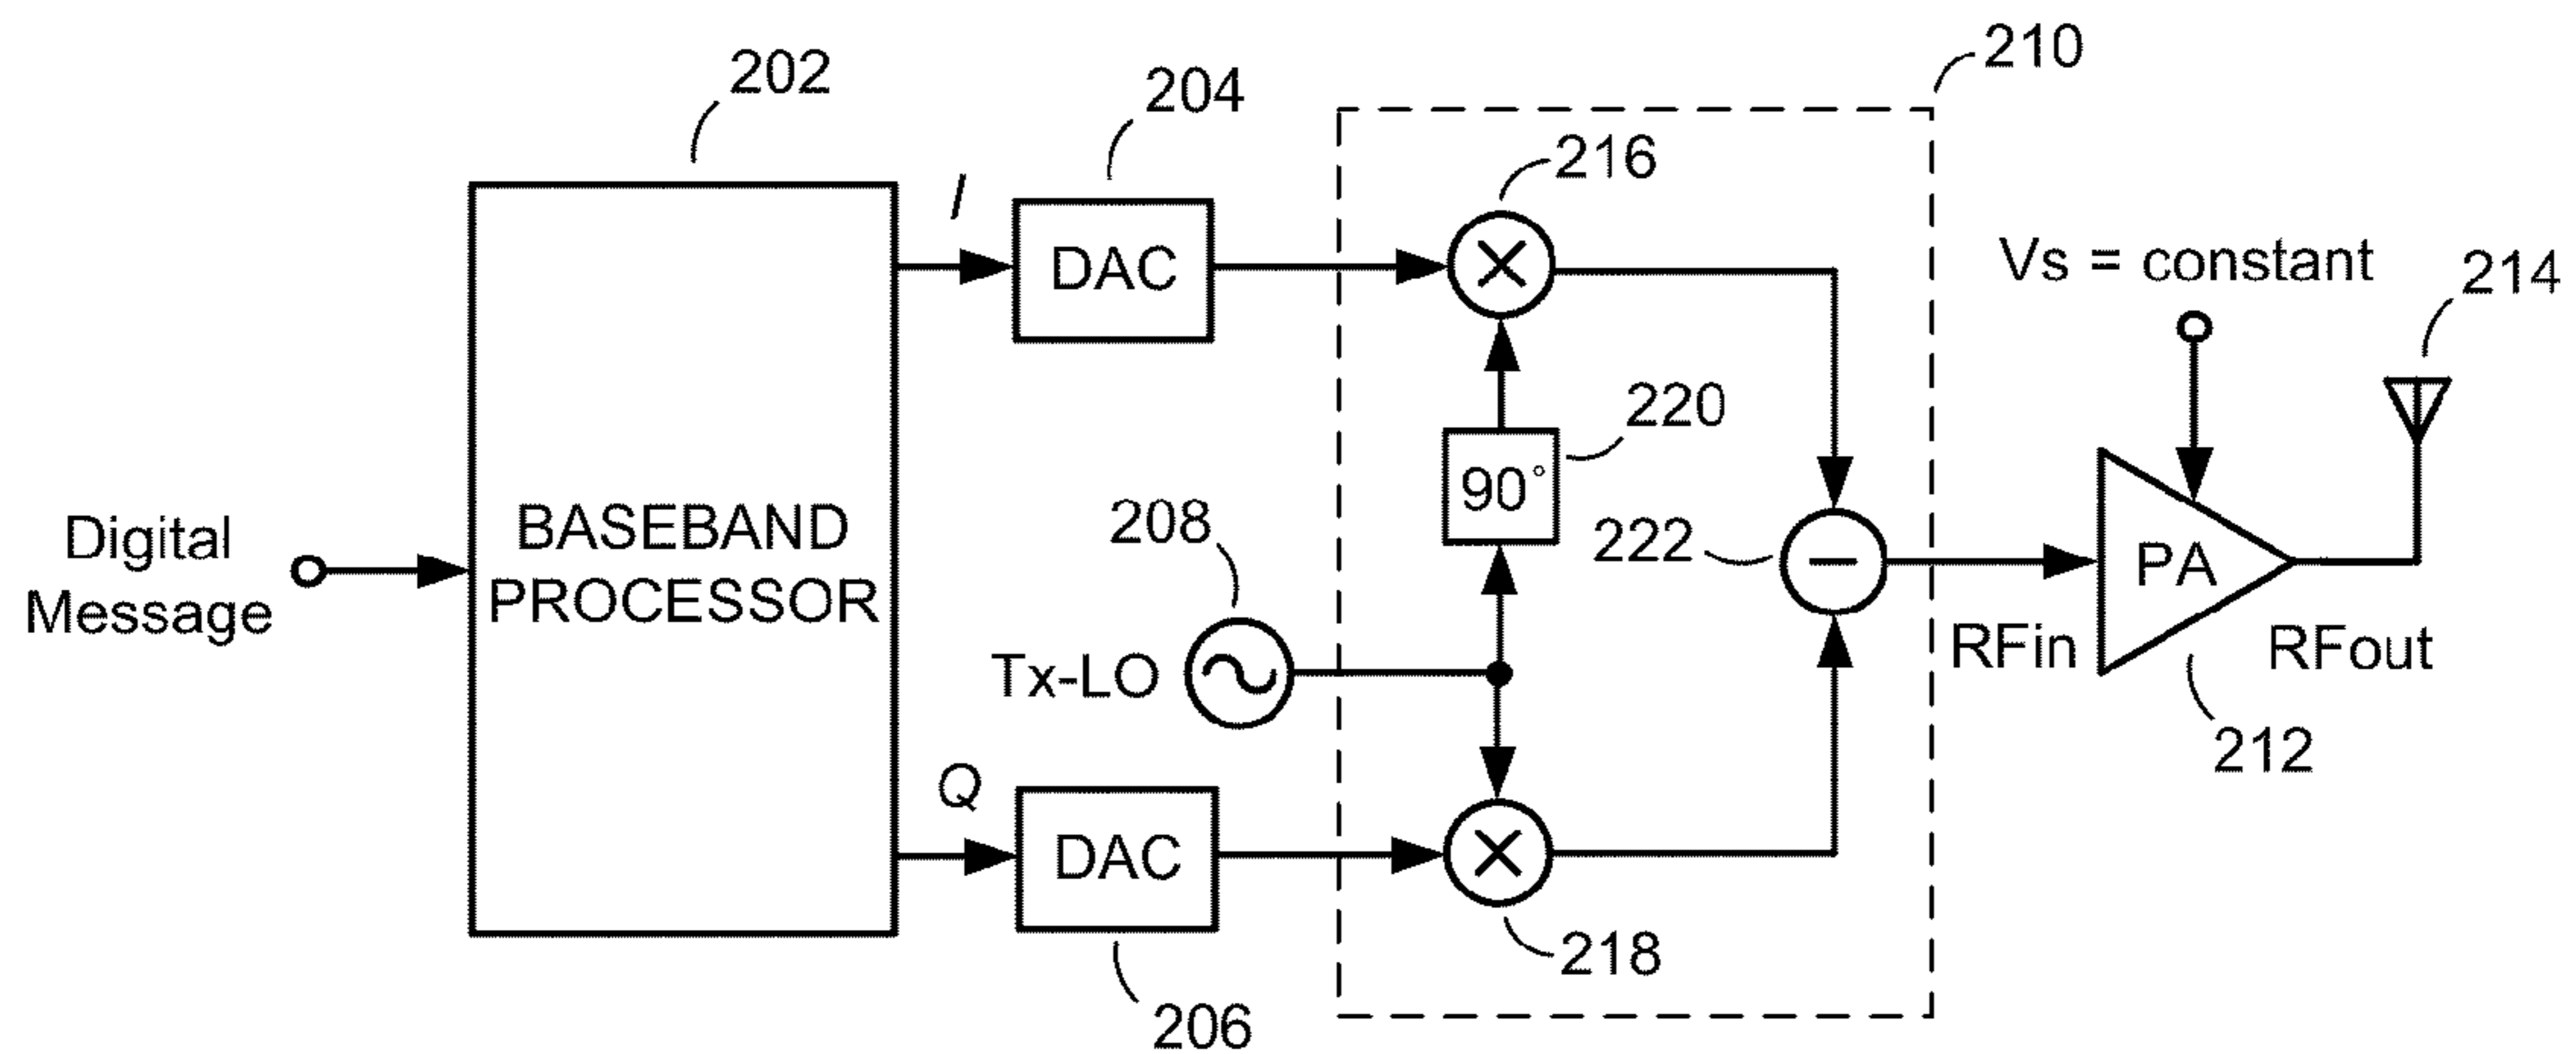 210
202
204
216
I
DAC
Vs = constant
214
220
90°
208
222
Digital
Message
BASEBAND
PROCESSOR
PA
Tx-LO
RFin
RFout
212
Q
DAC
218
206